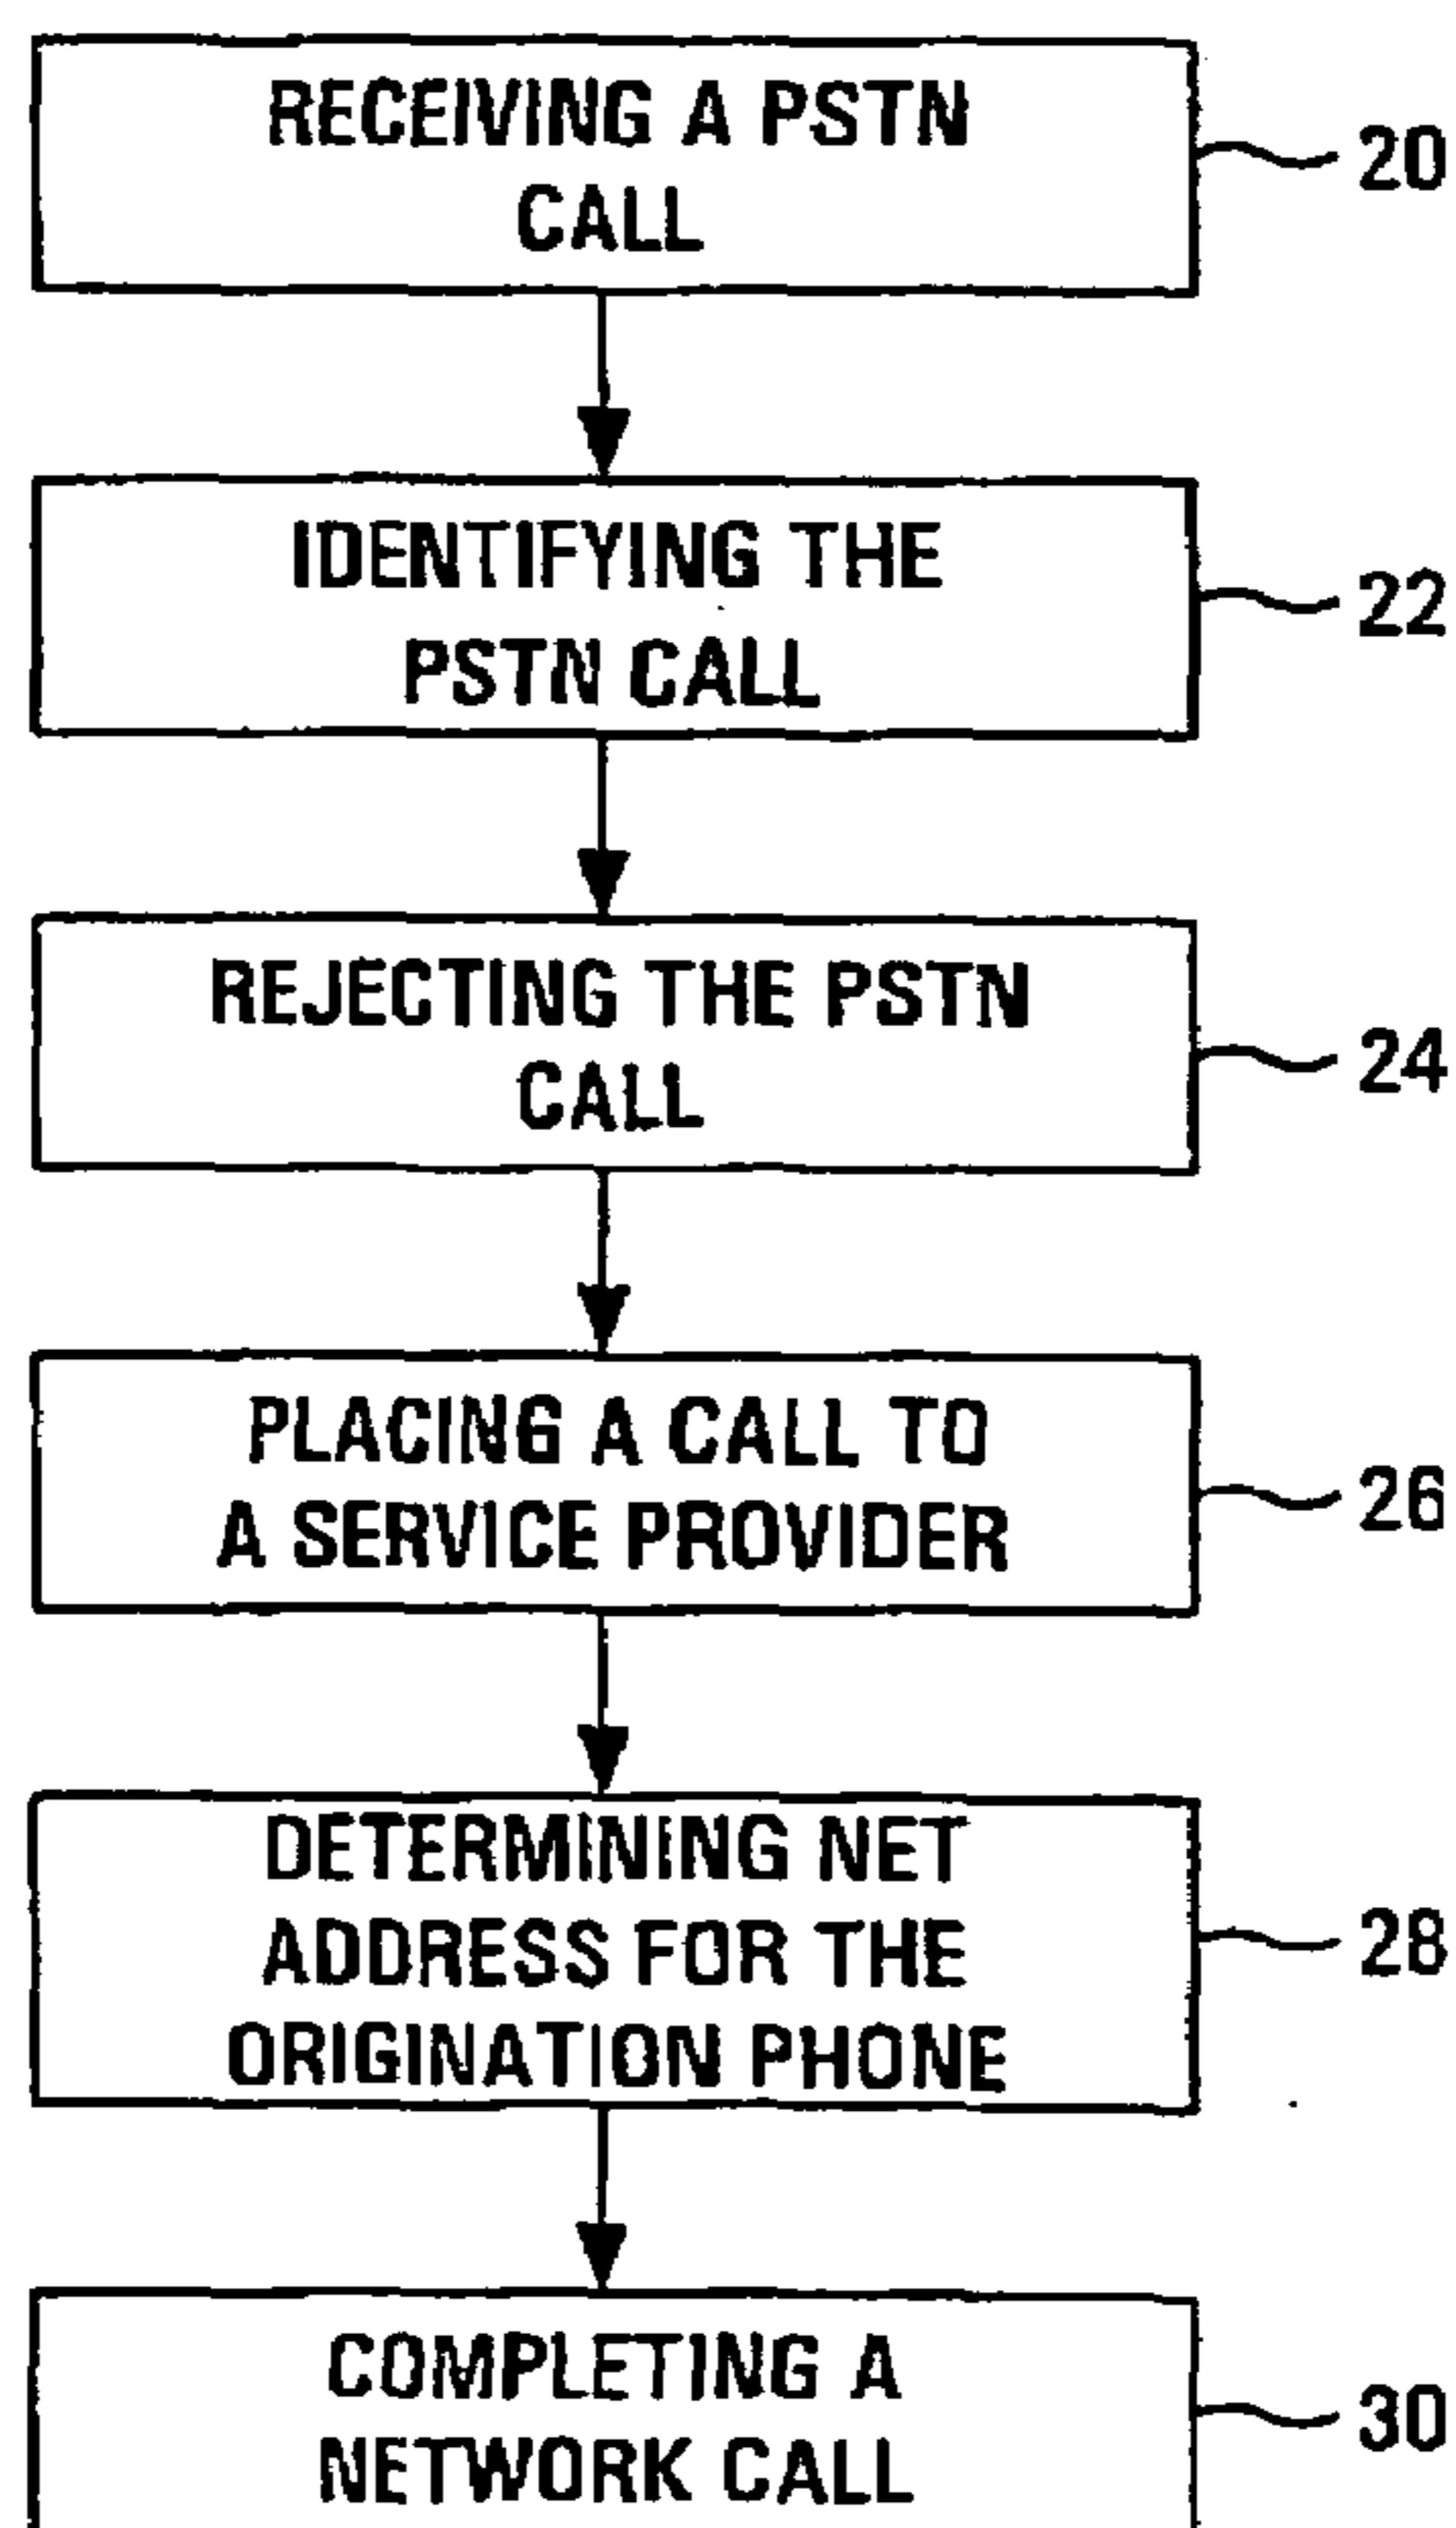 RECEIVING A PSTN
CALL
20
IDENTIFYING THE
PSTN CALL
22
REJECTING THE PSTN
CALL
24
PLACING A CALL TO
A SERVICE PROVIDER
26
DETERMINING NET
ADDRESS FOR THE
ORIGINATION PHONE
28
COMPLETING A
NETWORK CALL
30